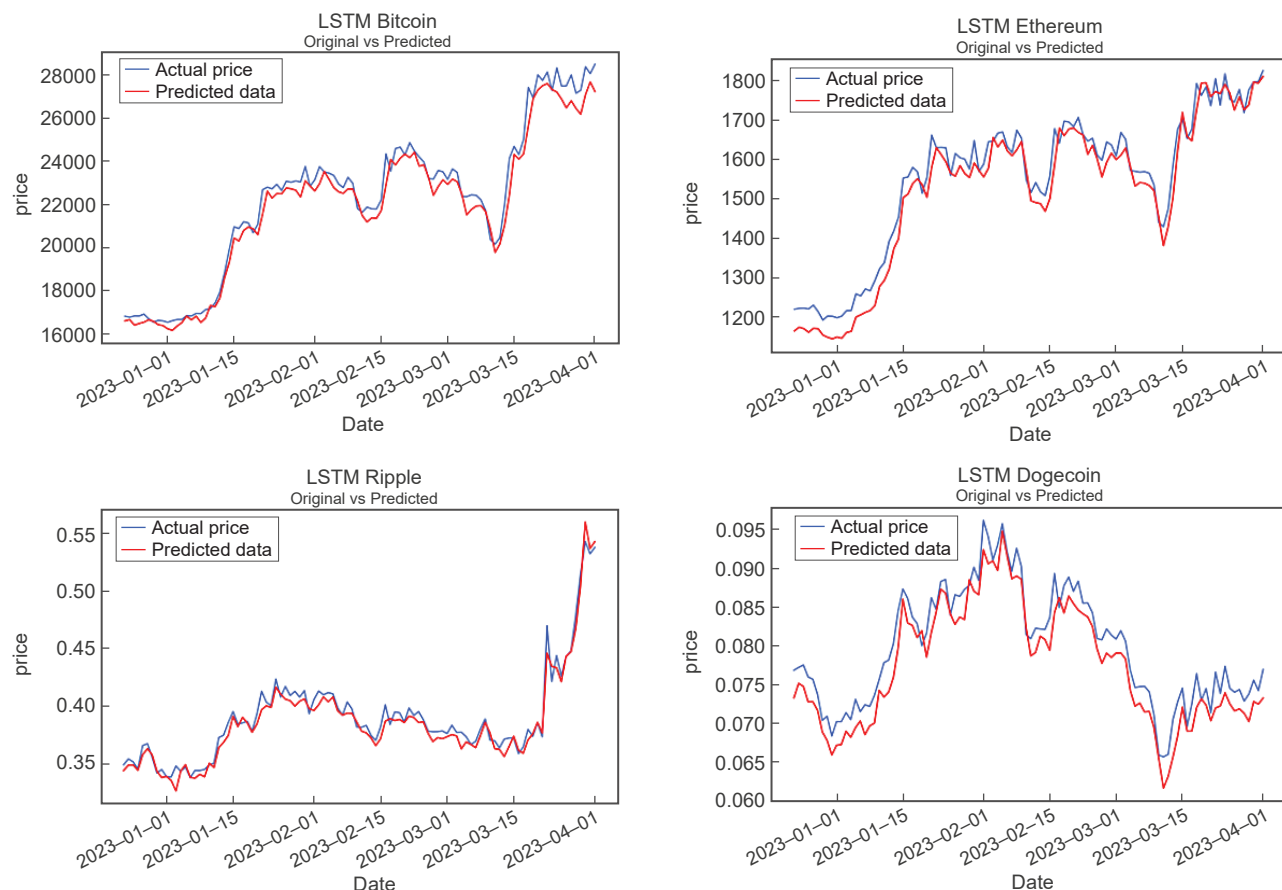 LSTM Bitcoin
Original vs Predicted
Actual price
Predicted data
28000
26000
24000
22000
20000
18000
16000
price
2023–01–01
2023–01–15
2023–02–01
2023–02–15
2023–03–01
2023–03–15
2023–04–01
Date
LSTM Ethereum
Original vs Predicted
Actual price
Predicted data
1800
1700
1600
1500
1400
1300
1200
price
2023–01–01
2023–01–15
2023–02–01
2023–02–15
2023–03–01
2023–03–15
2023–04–01
Date
LSTM Ripple
Original vs Predicted
Actual price
Predicted data
0.55
0.50
0.45
0.40
0.35
price
2023–01–01
2023–01–15
2023–02–01
2023–02–15
2023–03–01
2023–03–15
2023–04–01
Date
LSTM Dogecoin
Original vs Predicted
Actual price
Predicted data
0.095
0.090
0.085
0.080
0.075
0.070
0.065
0.060
price
2023–01–01
2023–01–15
2023–02–01
2023–02–15
2023–03–01
2023–03–15
2023–04–01
Date